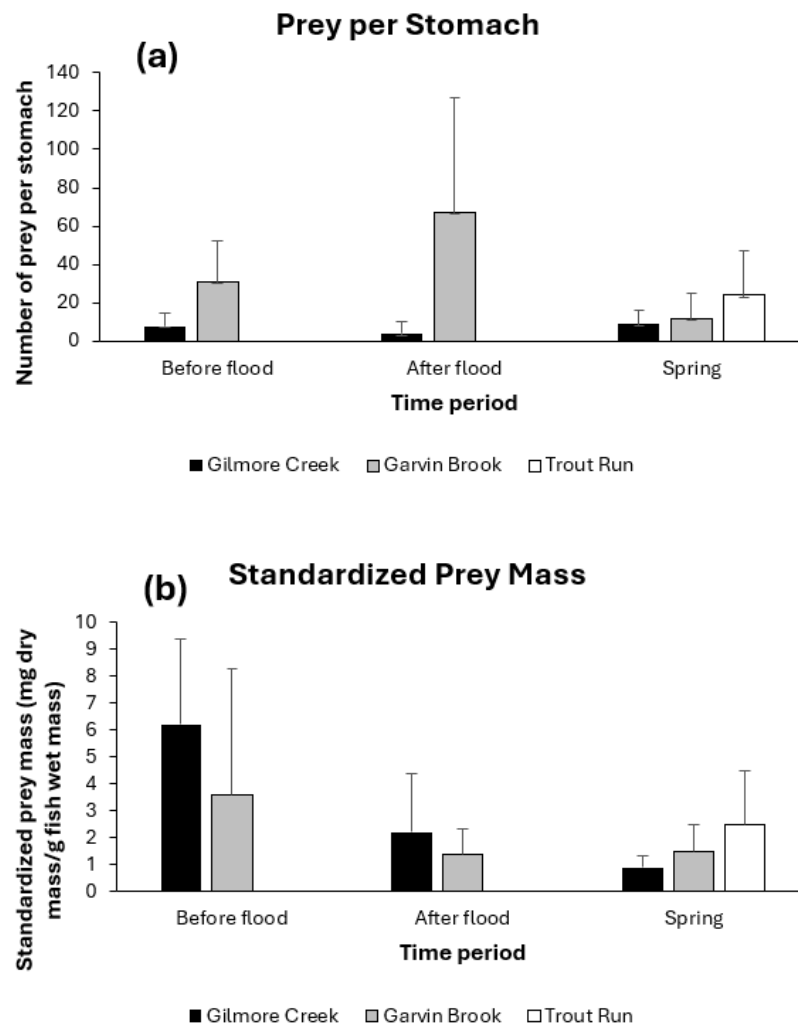 Prey per Stomach
(a)
Number of prey per stomach
140
120
100
80
60
40
20
0
Before flood After flood Spring
Time period
Gilmore Creek Garvin Brook Trout Run
Standardized Prey Mass
(b)
Standardized prey mass (mg dry
mass/g fish wet mass)
10
9
8
7
6
5
4
3
2
1
0
Before flood After flood Spring
Time period
Gilmore Creek Garvin Brook Trout Run